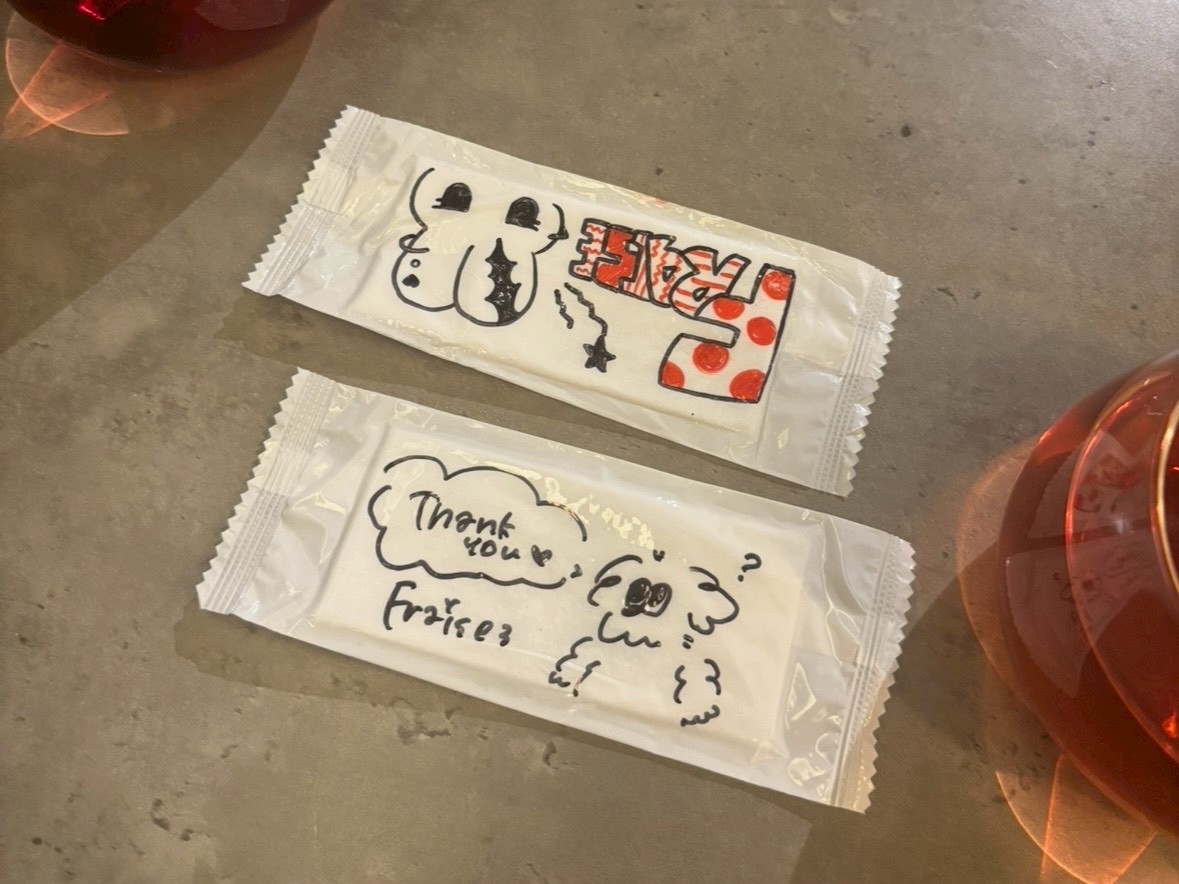 FRAISE
Thank
you ♥
Fraise
?